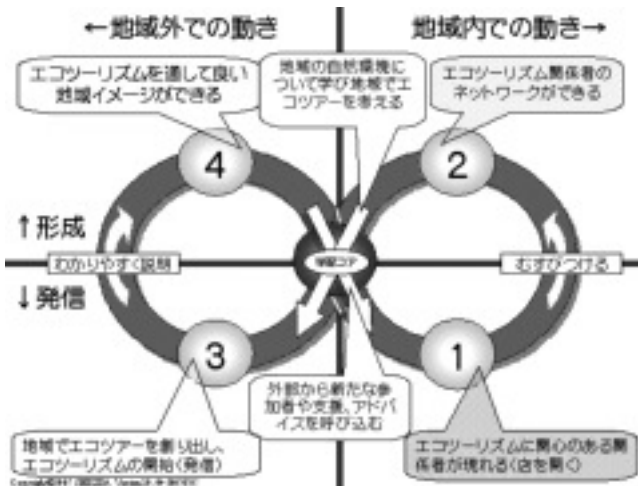 ←地域外での動き
地域内での動き→
エコツーリズムを通して良い
地域イメージができる
地域の自然環境に
ついて学び地域でエ
コツアーを考える
エコツーリズム関係者の
ネットワークができる
4
2
↑形成
わかりやすく説明
むすびつける
↓発信
3
1
外部から新たな参
加者や支援、アドバ
イスを呼び込む
地域でエコツアーを創り出し、
エコツーリズムの開始(発信)
エコツーリズムに関心のある関
係者が現れる(店を開く)